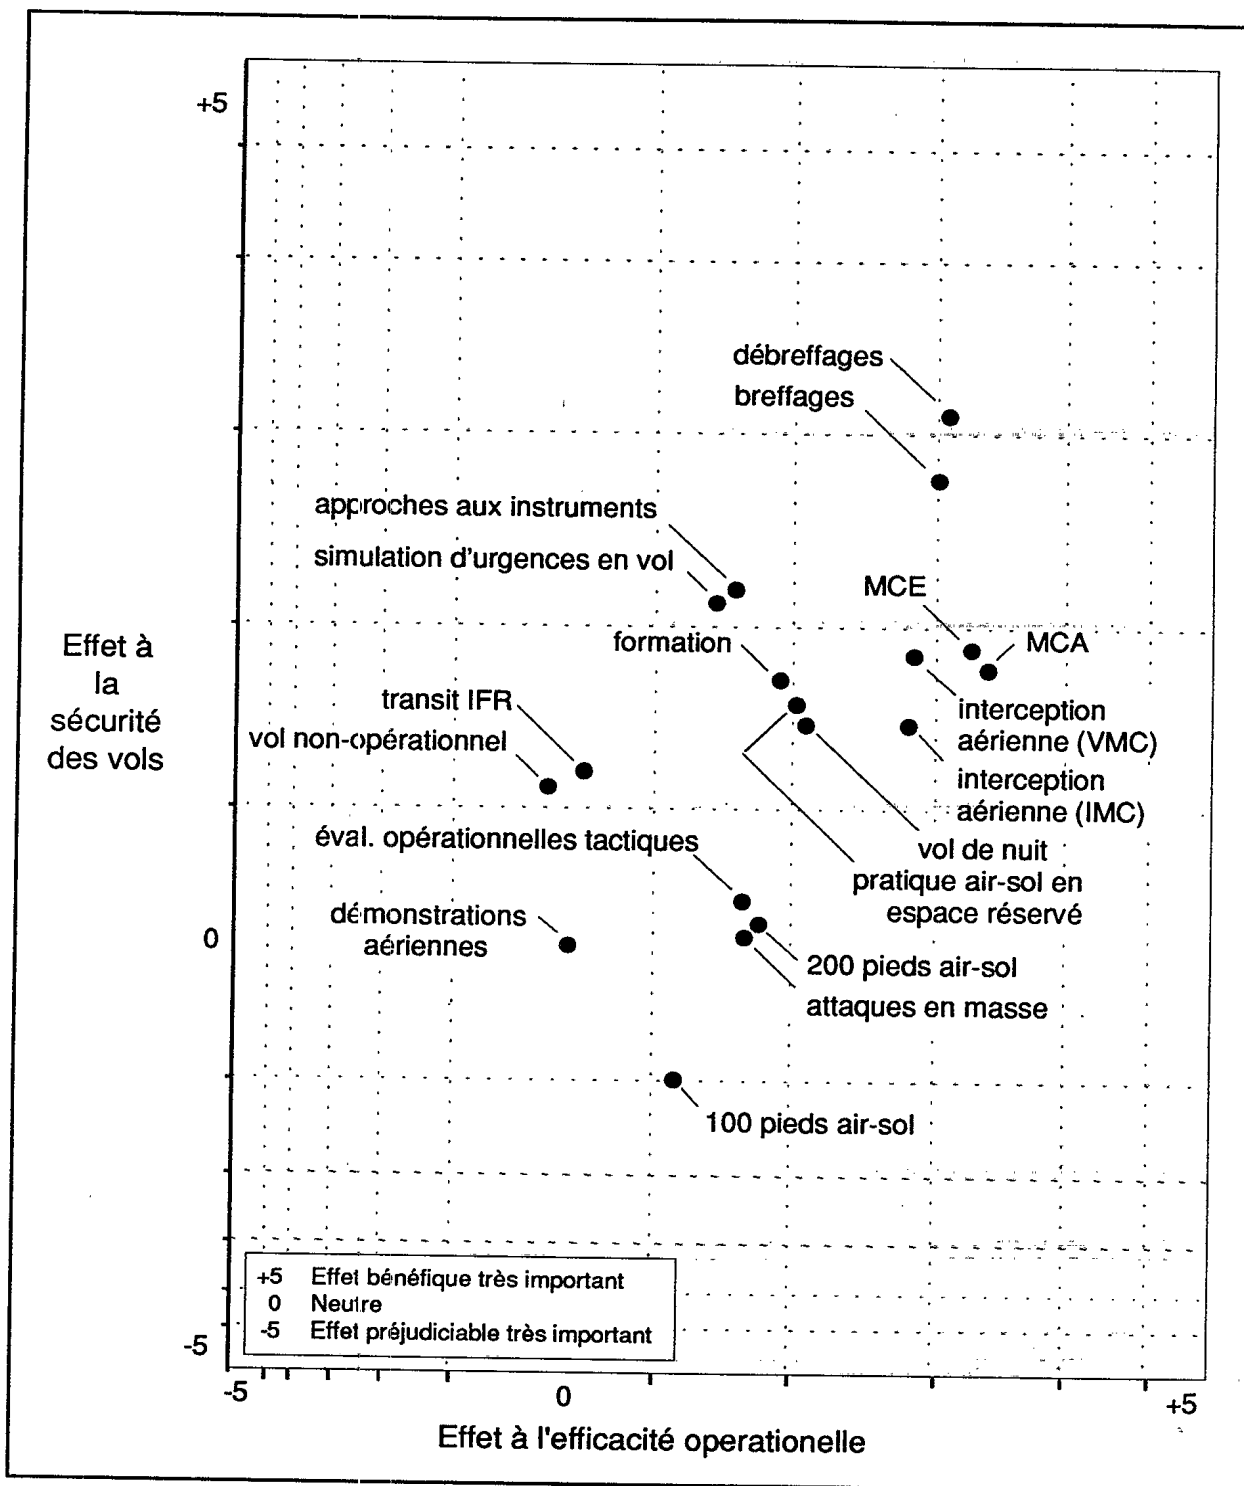 +5
débreffages
breffages
approches aux instruments
simulation d'urgences en vol
MCE
formation
MCA
Effet à
la
sécurité
des vols
transit IFR
vol non-opérationnel
interception
aérienne (VMC)
interception
aérienne (IMC)
éval. opérationnelles tactiques
vol de nuit
pratique air-sol en
espace réservé
démonstrations
aériennes
0
200 pieds air-sol
attaques en masse
100 pieds air-sol
+5 Effet bénéfique très important
0 Neutre
-5 Effet préjudiciable très important
-5
-5 0 +5
Effet à l'efficacité operationelle